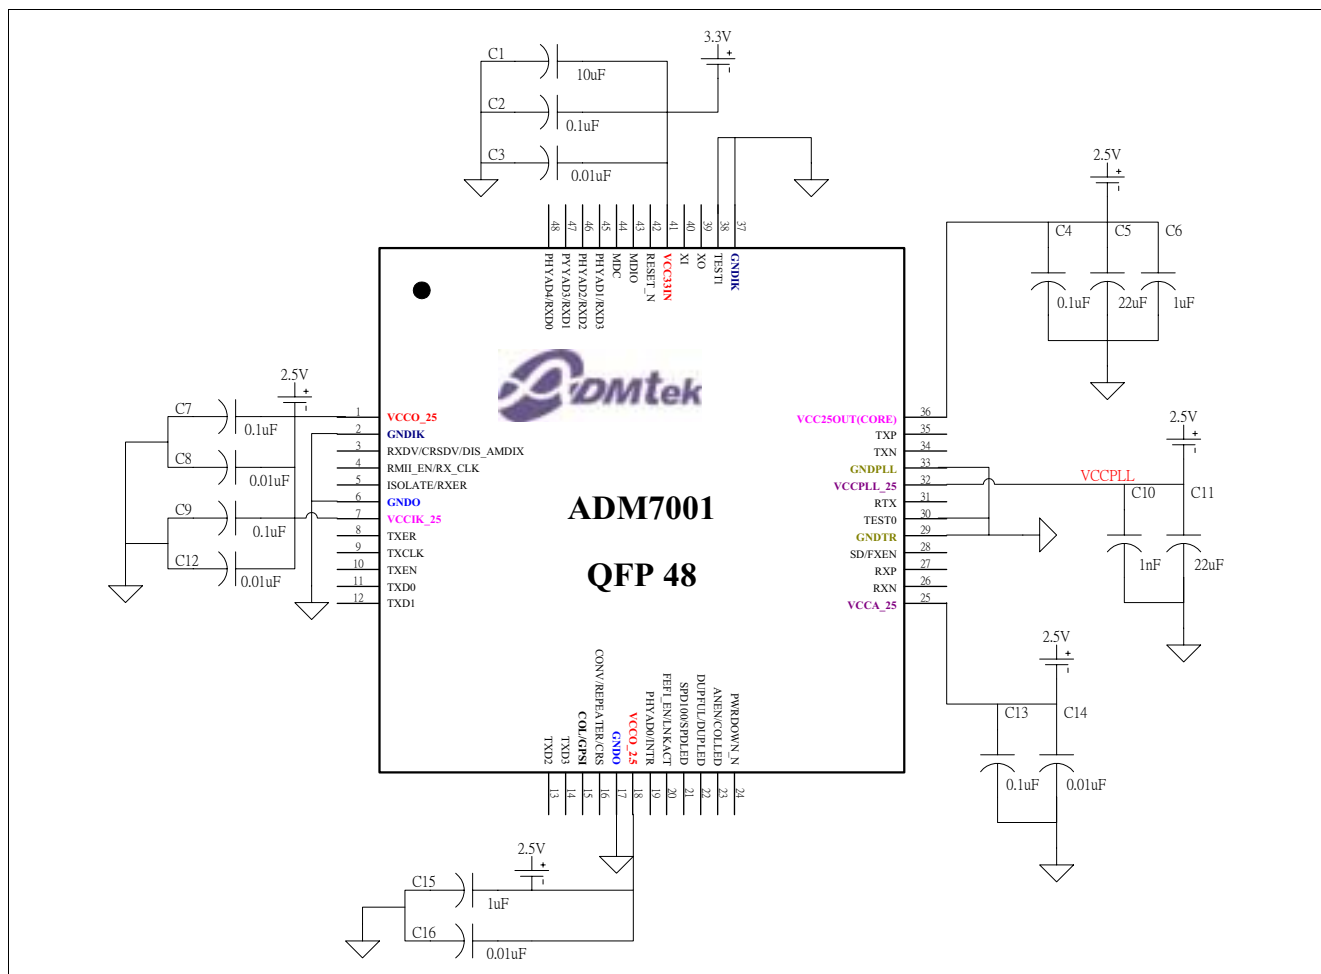 3.3V
C1
10uF
C2
0.1uF
C3
0.01uF
48
47
46
45
44
43
42
41
40
39
38
37
PHYAD4/RXD0
PYYAD3/RXD1
PHYAD2/RXD2
PHYAD1/RXD3
MDC
MDIO
RESET_N
VCC33IN
XI
XO
TEST1
GNDIK
2.5V
C4
C5
C6
0.1uF
22uF
1uF
DMtek
2.5V
C7
0.1uF
C8
0.01uF
C9
0.1uF
C12
0.01uF
1 VCCO_25
2 GNDIK
3 RXDV/CRSDV/DIS_AMDIX
4 RMII_EN/RX_CLK
5 ISOLATE/RXER
6 GNDO
7 VCCIK_25
8 TXER
9 TXCLK
10 TXEN
11 TXD0
12 TXD1
ADM7001
QFP 48
VCC25OUT(CORE) 36
TXP 35
TXN 34
GNDPLL 33
VCCPLL_25 32
RTX 31
TEST0 30
GNDTR 29
SD/FXEN 28
RXP 27
RXN 26
VCCA_25 25
2.5V
VCCPLL
C10
C11
1nF
22uF
2.5V
C13
C14
0.1uF
0.01uF
TXD2
TXD3
COL/GPSI
CONV/REPEATER/CRS
GNDO
VCCO_2.5
PHYAD0/INTR
FEFI_EN/LNKACT
SPD100/SPDLED
DUPFUL/DUPLED
ANEN/COLLED
PWRDOWN_N
13
14
15
16
17
18
19
20
21
22
23
24
2.5V
C15
1uF
C16
0.01uF